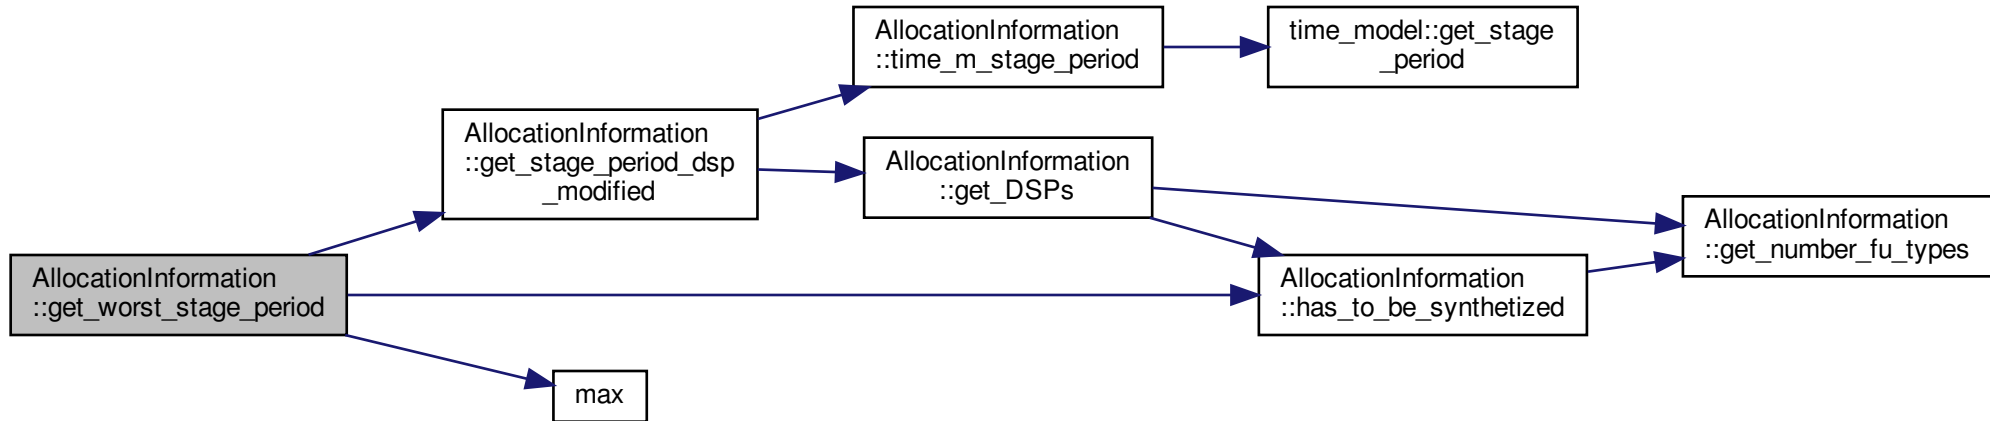 AllocationInformation
::get_worst_stage_period
AllocationInformation
::get_stage_period_dsp
_modified
AllocationInformation
::time_m_stage_period
time_model::get_stage
_period
AllocationInformation
::get_DSPs
AllocationInformation
::get_number_fu_types
AllocationInformation
::has_to_be_synthetized
max